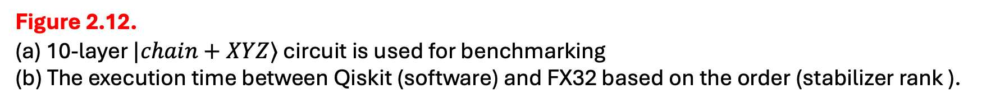 Figure 2.12.
(a) 10-layer |chain + XYZ⟩ circuit is used for benchmarking
(b) The execution time between Qiskit (software) and FX32 based on the order (stabilizer rank ).